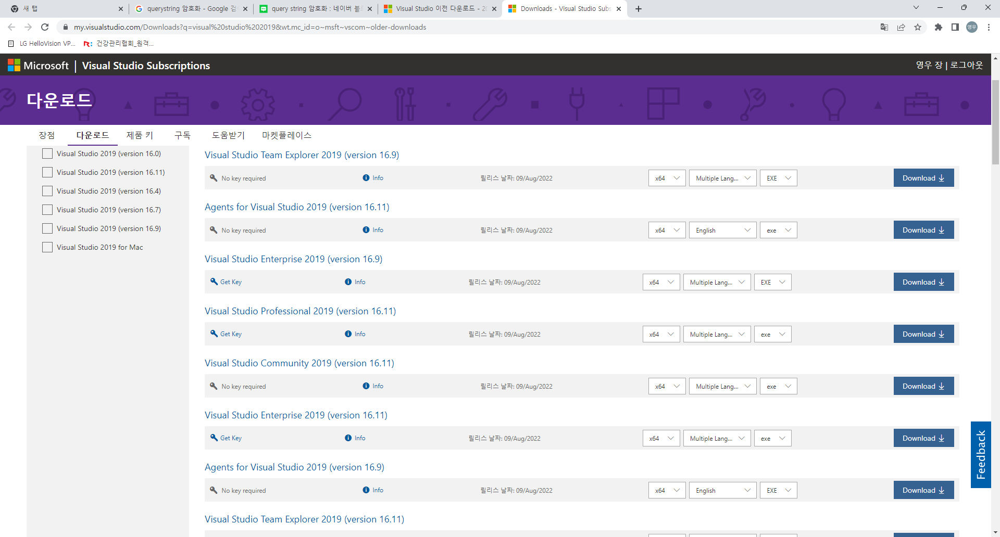 새 탭
querystring 암호화 - Google 검
query string 암호화 : 네이버 블로
Visual Studio 이전 다운로드 - 20
Downloads - Visual Studio Subs
my.visualstudio.com/Downloads?q=visual%20studio%202019&wt.mc_id=o~msft~vscom~older-downloads
영우
LG HelloVision VP...
건강관리협회_원격...
Microsoft | Visual Studio Subscriptions
영우 장 | 로그아웃
다운로드
장점
다운로드
제품 키
구독
도움받기
마켓플레이스
Visual Studio 2019 (version 16.0)
Visual Studio 2019 (version 16.11)
Visual Studio 2019 (version 16.4)
Visual Studio 2019 (version 16.7)
Visual Studio 2019 (version 16.9)
Visual Studio 2019 for Mac
Visual Studio Team Explorer 2019 (version 16.9)
No key required Info 릴리스 날짜: 09/Aug/2022 x64 Multiple Lang... EXE Download
Agents for Visual Studio 2019 (version 16.11)
No key required Info 릴리스 날짜: 09/Aug/2022 x64 English exe Download
Visual Studio Enterprise 2019 (version 16.9)
Get Key Info 릴리스 날짜: 09/Aug/2022 x64 Multiple Lang... EXE Download
Visual Studio Professional 2019 (version 16.11)
Get Key Info 릴리스 날짜: 09/Aug/2022 x64 Multiple Lang... exe Download
Visual Studio Community 2019 (version 16.11)
No key required Info 릴리스 날짜: 09/Aug/2022 x64 Multiple Lang... exe Download
Visual Studio Enterprise 2019 (version 16.11)
Get Key Info 릴리스 날짜: 09/Aug/2022 x64 Multiple Lang... exe Download
Agents for Visual Studio 2019 (version 16.9)
No key required Info 릴리스 날짜: 09/Aug/2022 x64 English EXE Download
Visual Studio Team Explorer 2019 (version 16.11)
Feedback